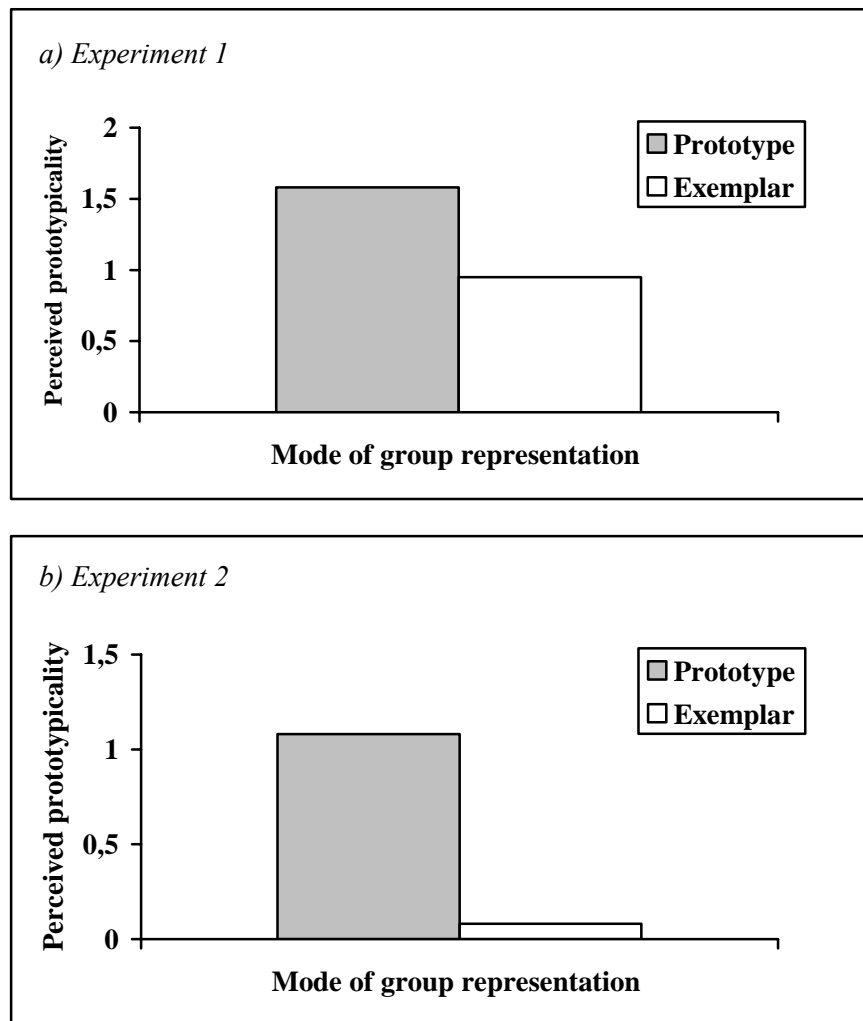 a) Experiment 1
Perceived prototypicality
2
1,5
1
0,5
0
Prototype
Exemplar
Mode of group representation
b) Experiment 2
Perceived prototypicality
1,5
1
0,5
0
Prototype
Exemplar
Mode of group representation